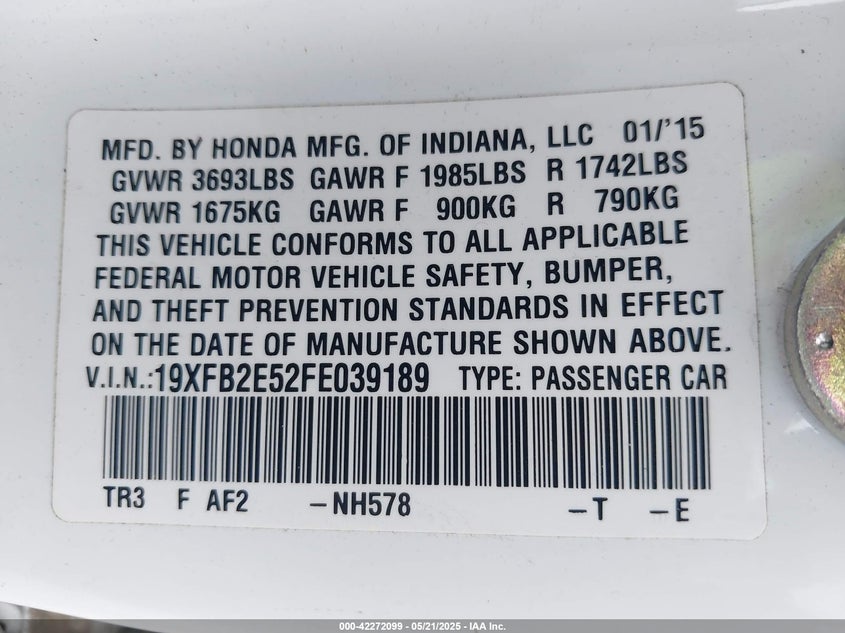 MFD. BY HONDA MFG. OF INDIANA, LLC 01/'15
GVWR 3693LBS GAWR F 1985LBS R 1742LBS
GVWR 1675KG GAWR F 900KG R 790KG
THIS VEHICLE CONFORMS TO ALL APPLICABLE
FEDERAL MOTOR VEHICLE SAFETY, BUMPER,
AND THEFT PREVENTION STANDARDS IN EFFECT
ON THE DATE OF MANUFACTURE SHOWN ABOVE.
V.I.N.:19XFB2E52FE039189 TYPE: PASSENGER CAR
TR3 F AF2 -NH578 -T -E
000-42272099 - 05/21/2025 - IAA Inc.